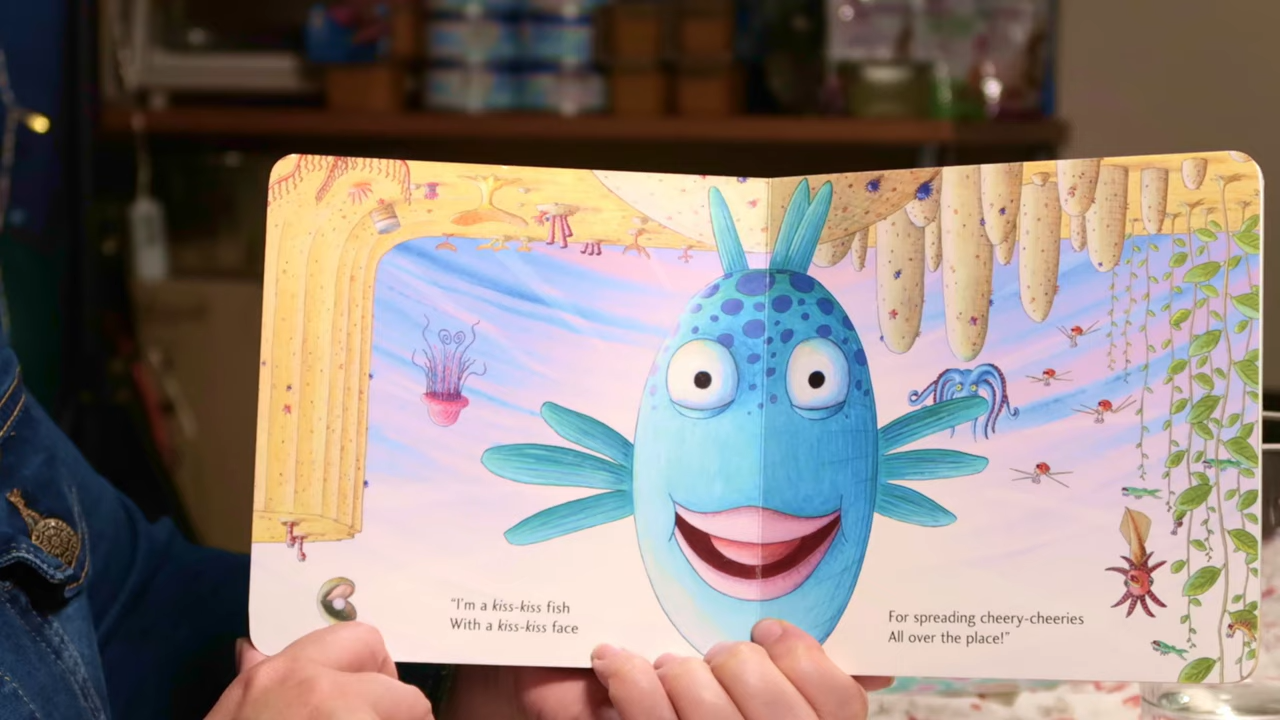 "I'm a kiss-kiss fish
With a kiss-kiss face
For spreading cheery-cheeries
All over the place!"